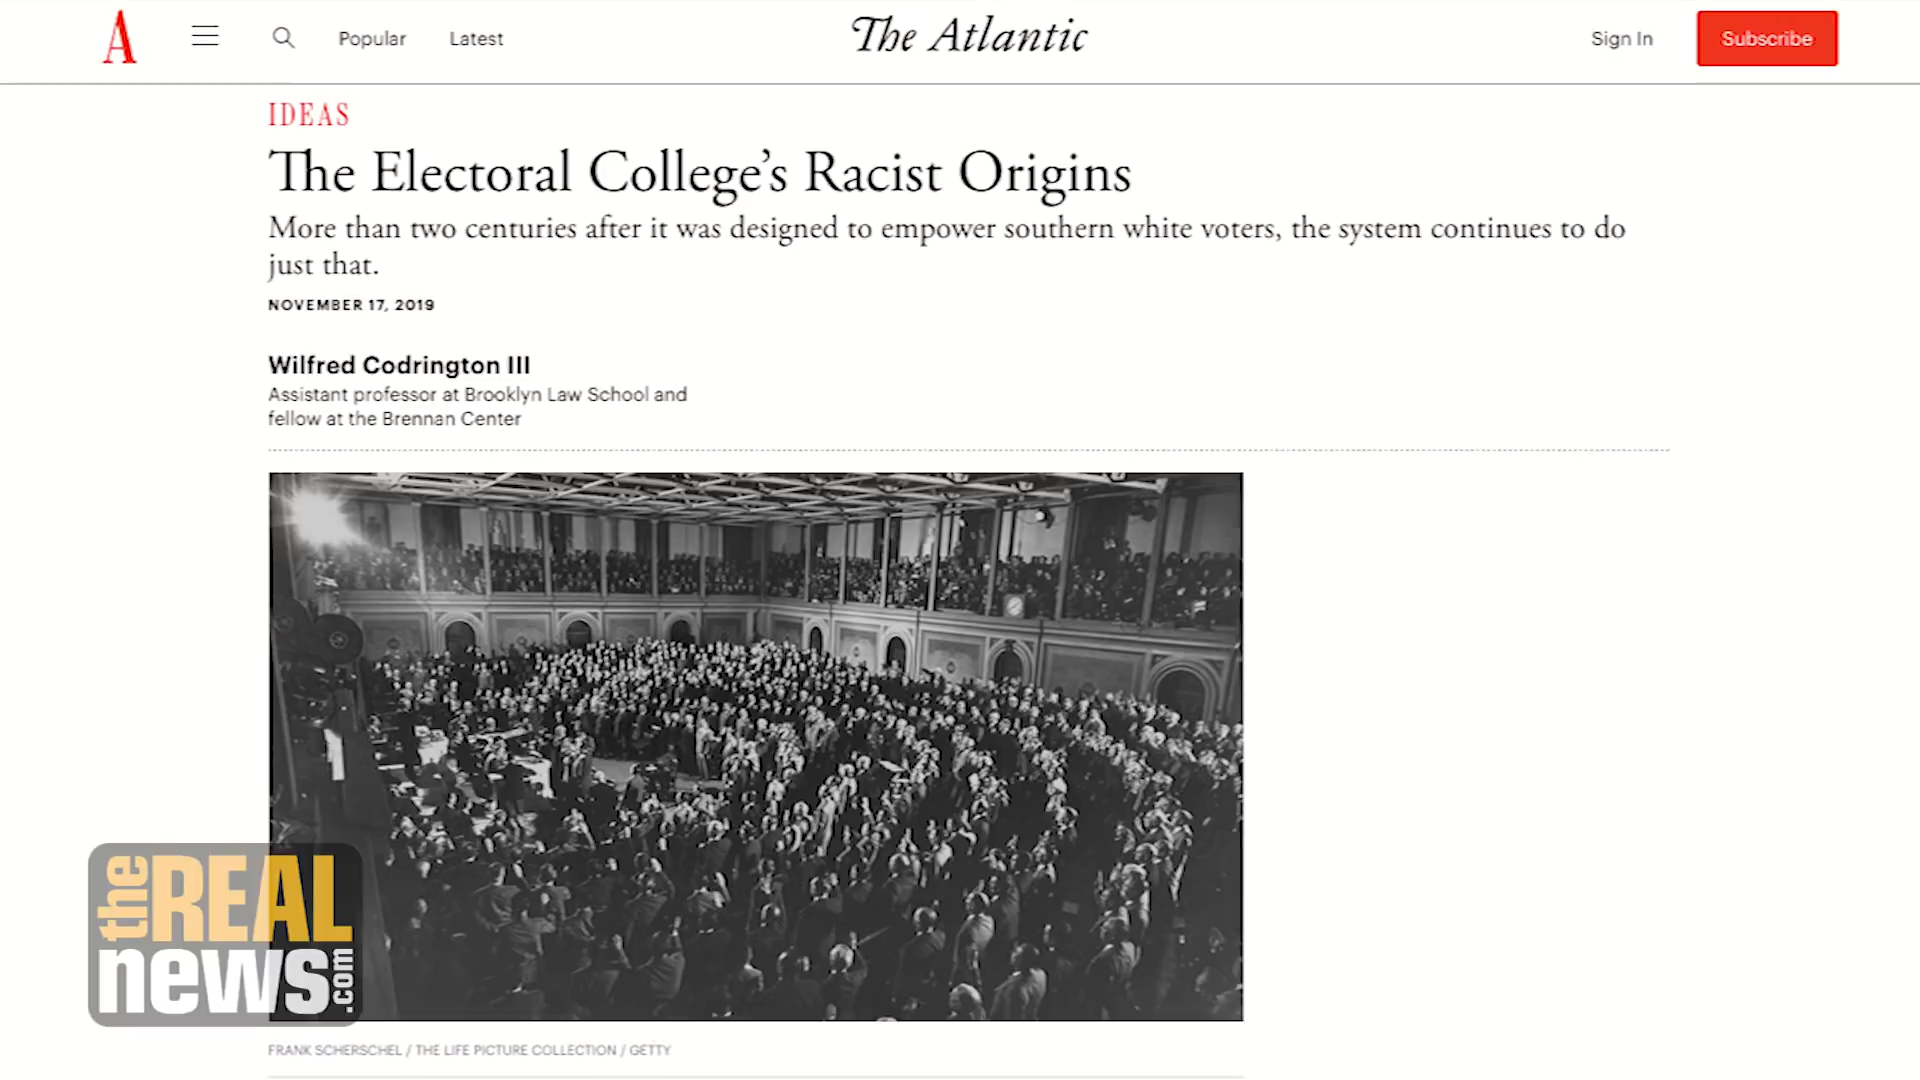 A
Popular
Latest
The Atlantic
Sign In
Subscribe
IDEAS
The Electoral College’s Racist Origins
More than two centuries after it was designed to empower southern white voters, the system continues to do
just that.
NOVEMBER 17, 2019
Wilfred Codrington III
Assistant professor at Brooklyn Law School and
fellow at the Brennan Center
the REAL
news.com
FRANK SCHERSCHEL / THE LIFE PICTURE COLLECTION / GETTY